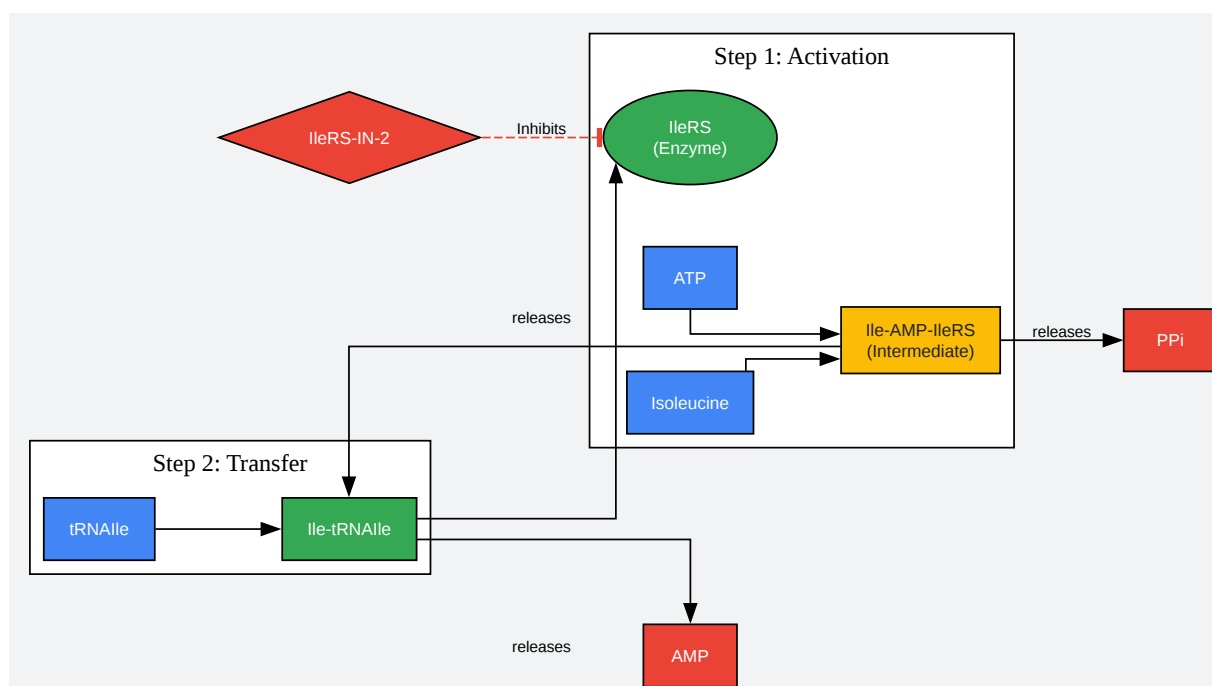 Step 1: Activation
IleRS-IN-2
Inhibits
IleRS
(Enzyme)
ATP
releases
Ile-AMP-IleRS
(Intermediate)
releases
PPi
Isoleucine
Step 2: Transfer
tRNAIle
Ile-tRNAIle
releases
AMP